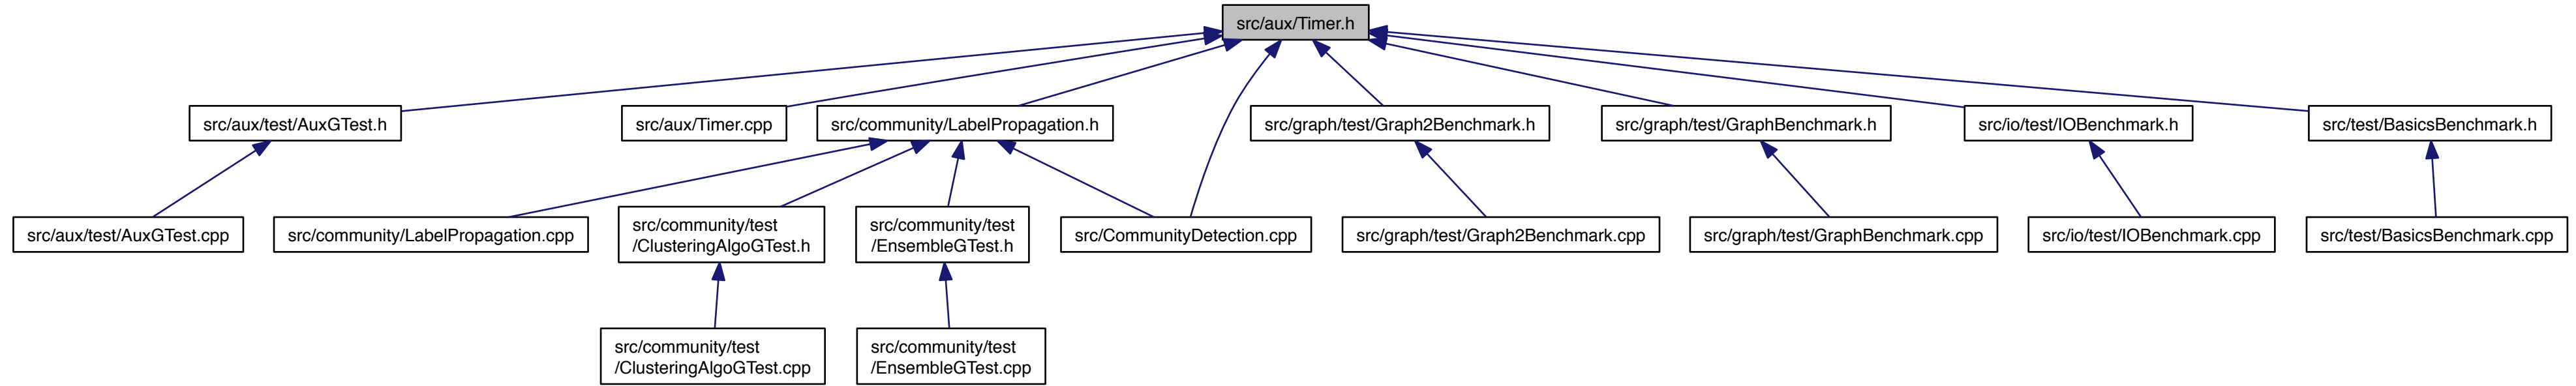 src/aux/Timer.h
src/aux/test/AuxGTest.h
src/aux/Timer.cpp
src/community/LabelPropagation.h
src/graph/test/Graph2Benchmark.h
src/graph/test/GraphBenchmark.h
src/io/test/IOBenchmark.h
src/test/BasicsBenchmark.h
src/aux/test/AuxGTest.cpp
src/community/LabelPropagation.cpp
src/community/test
/ClusteringAlgoGTest.h
src/community/test
/EnsembleGTest.h
src/CommunityDetection.cpp
src/graph/test/Graph2Benchmark.cpp
src/graph/test/GraphBenchmark.cpp
src/io/test/IOBenchmark.cpp
src/test/BasicsBenchmark.cpp
src/community/test
/ClusteringAlgoGTest.cpp
src/community/test
/EnsembleGTest.cpp